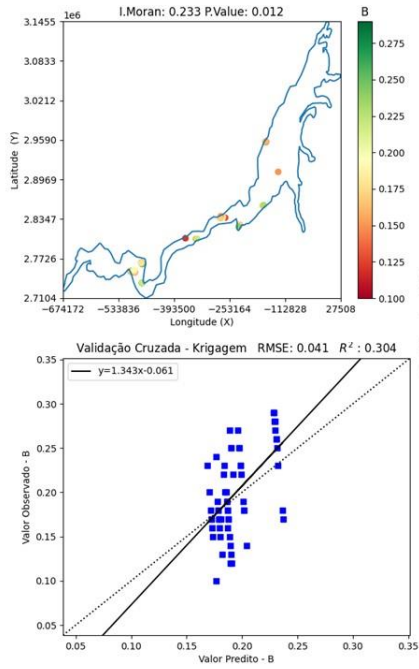 I.Moran: 0.233 P.Value: 0.012
1e6
B
3.1455
3.0833
3.0212
2.9590
2.8969
2.8347
2.7726
2.7104
Latitude (Y)
-674172 -533836 -393500 -253164 -112828 27508
Longitude (X)
0.275
0.250
0.225
0.200
0.175
0.150
0.125
0.100
Validação Cruzada - Krigagem RMSE: 0.041 R² : 0.304
y=1.343x-0.061
0.35
0.30
0.25
0.20
0.15
0.10
0.05
Valor Observado - B
0.05 0.10 0.15 0.20 0.25 0.30 0.35
Valor Predito - B